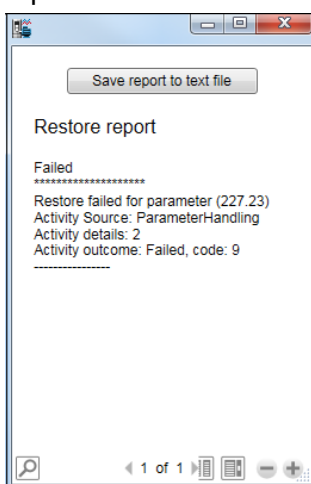 Save report to text file
Restore report
Failed
********************
Restore failed for parameter (227.23)
Activity Source: ParameterHandling
Activity details: 2
Activity outcome: Failed, code: 9
----------------
1 of 1